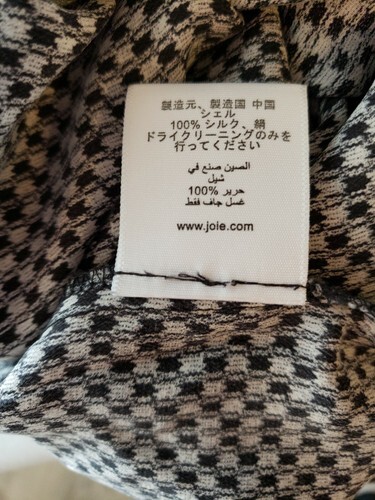 製造元、製造国 中国
シェル
100% シルク、絹
ドライクリーニングのみを
行ってください
الصين صنع في
شيل
حرير %100
غسل جاف فقط
www.joie.com